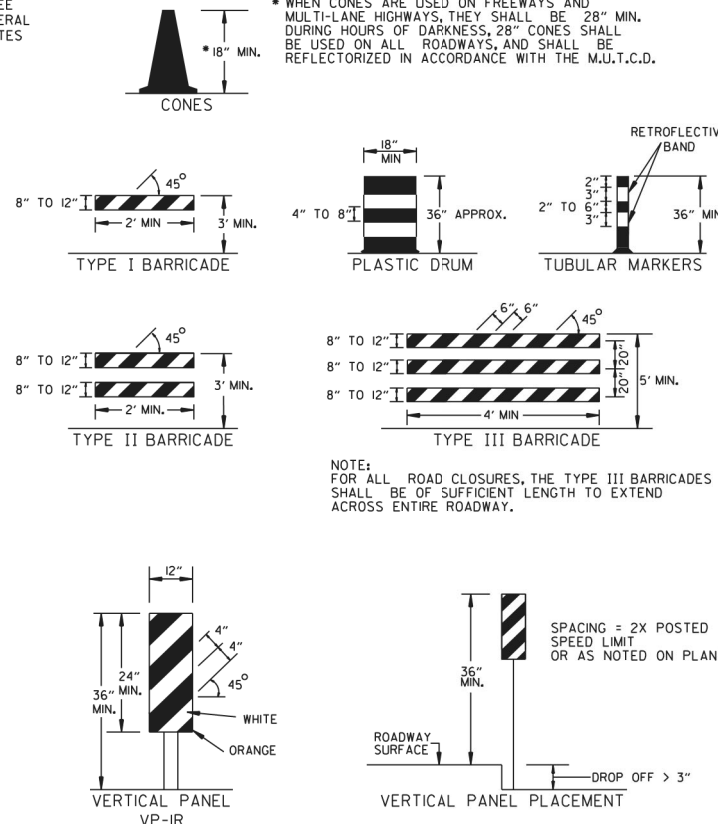 EE
ERAL
TES
* WHEN CONES ARE USED ON FREEWAYS AND
MULTI-LANE HIGHWAYS, THEY SHALL BE 28" MIN.
DURING HOURS OF DARKNESS, 28" CONES SHALL
BE USED ON ALL ROADWAYS, AND SHALL BE
REFLECTORIZED IN ACCORDANCE WITH THE M.U.T.C.D.
* 18" MIN.
CONES
45°
8" TO 12"
2' MIN
3' MIN.
TYPE I BARRICADE
18"
MIN
4" TO 8"
36" APPROX.
PLASTIC DRUM
RETROFLECTIV
BAND
2"
3"
2" TO 6"
3"
36" MIN
TUBULAR MARKERS
45°
8" TO 12"
8" TO 12"
2' MIN.
3' MIN.
TYPE II BARRICADE
6" 6"
45°
8" TO 12"
8" TO 12"
8" TO 12"
20"
20"
5' MIN.
4' MIN
TYPE III BARRICADE
NOTE:
FOR ALL ROAD CLOSURES, THE TYPE III BARRICADES
SHALL BE OF SUFFICIENT LENGTH TO EXTEND
ACROSS ENTIRE ROADWAY.
12"
4"
4"
45°
24"
MIN.
36"
MIN.
WHITE
ORANGE
VERTICAL PANEL
VP-IR
36"
MIN.
SPACING = 2X POSTED
SPEED LIMIT
OR AS NOTED ON PLAN
ROADWAY
SURFACE
DROP OFF > 3"
VERTICAL PANEL PLACEMENT